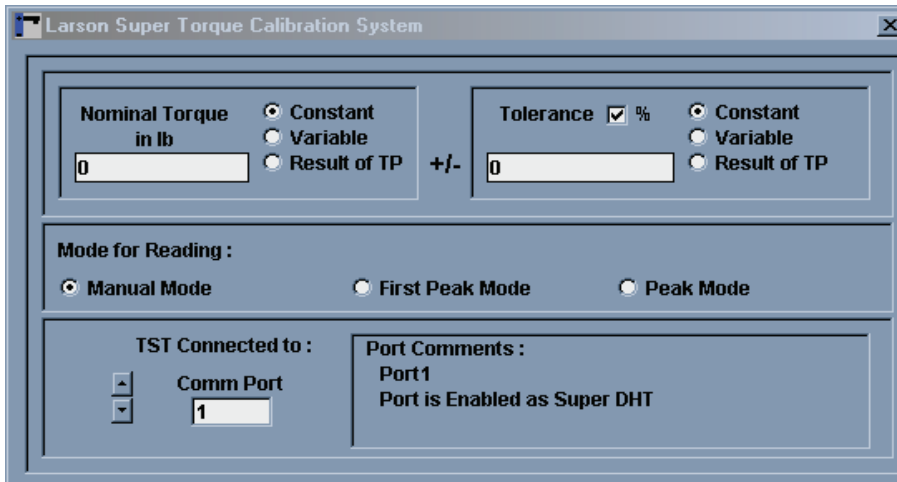 Larson Super Torque Calibration System
Nominal Torque
in lb
0
Constant
Variable
Result of TP
+/-
Tolerance %
0
Constant
Variable
Result of TP
Mode for Reading :
Manual Mode First Peak Mode Peak Mode
TST Connected to :
Comm Port
1
Port Comments :
Port1
Port is Enabled as Super DHT